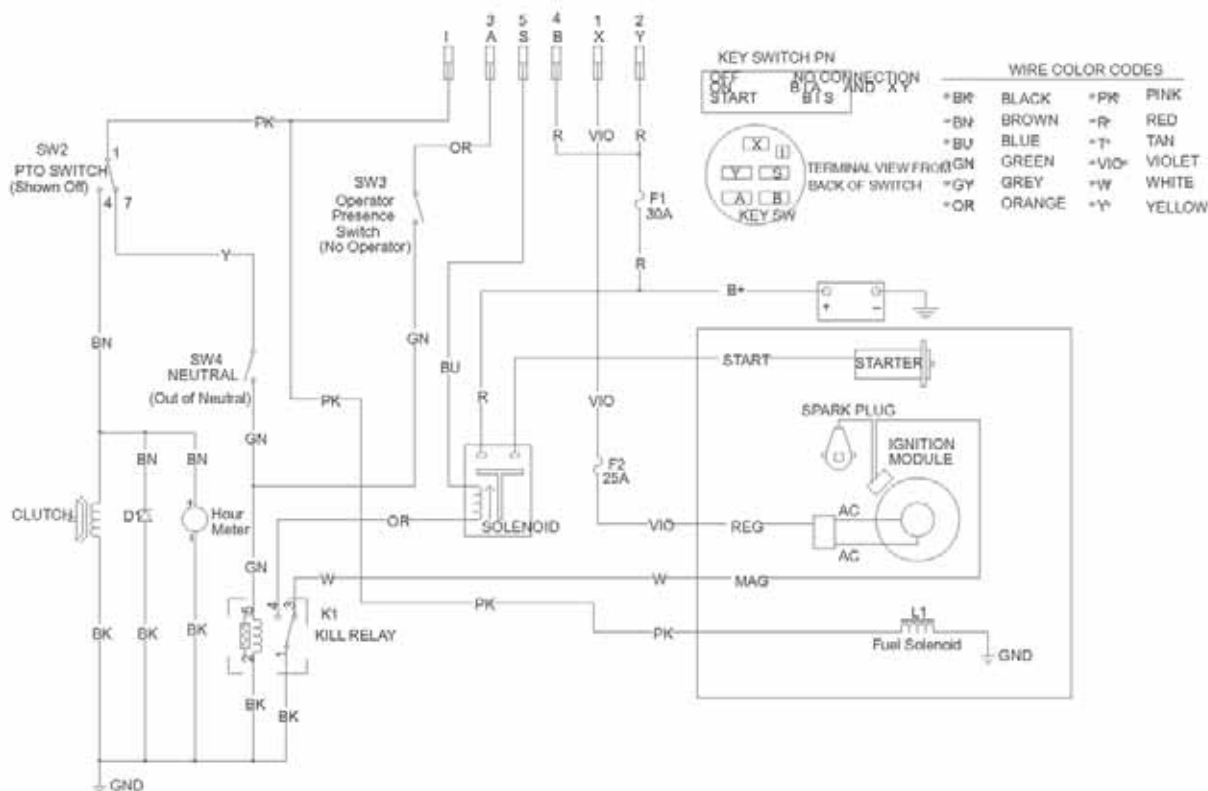 3 5 4 1 2
I A S B X Y
KEY SWITCH PN
OFF NO CONNECTION
ON B I A AND X Y
START B I S
X
I
Y S
A B
KEY SW
TERMINAL VIEW FROM
BACK OF SWITCH
WIRE COLOR CODES
"BK" BLACK "PK" PINK
"BN" BROWN "R" RED
"BU" BLUE "T" TAN
"GN GREEN "VIO" VIOLET
"GY GREY "W" WHITE
"OR ORANGE "Y" YELLOW
PK
OR
R
VIO
R
SW2
PTO SWITCH
(Shown Off)
1
4 7
SW3
Operator
Presence
Switch
(No Operator)
F1
30A
Y
R
B+
+ -
BN
GN
BU
SW4
NEUTRAL
(Out of Neutral)
START
STARTER
R
PK
VIO
GN
SPARK PLUG
IGNITION
MODULE
F2
25A
BN
BN
CLUTCH
D1
+
-
Hour
Meter
OR
SOLENOID
VIO
REG
AC
AC
GN
W
W
MAG
5
4
3
2
1
K1
KILL RELAY
PK
PK
L1
Fuel Solenoid
GND
BK
BK
BK
BK
BK
GND